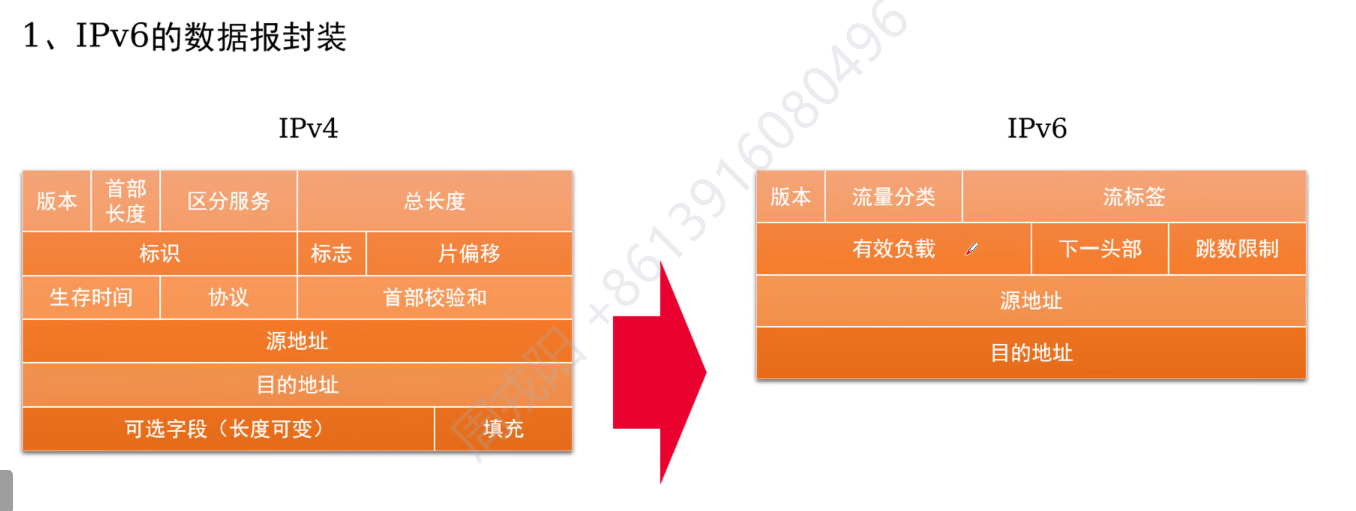 1、IPv6的数据报封装
IPv4
版本 首部长度 区分服务 总长度
标识 标志 片偏移
生存时间 协议 首部校验和
源地址
目的地址
可选字段（长度可变） 填充
IPv6
版本 流量分类 流标签
有效负载 下一头部 跳数限制
源地址
目的地址
周戎阳 +8613916080496